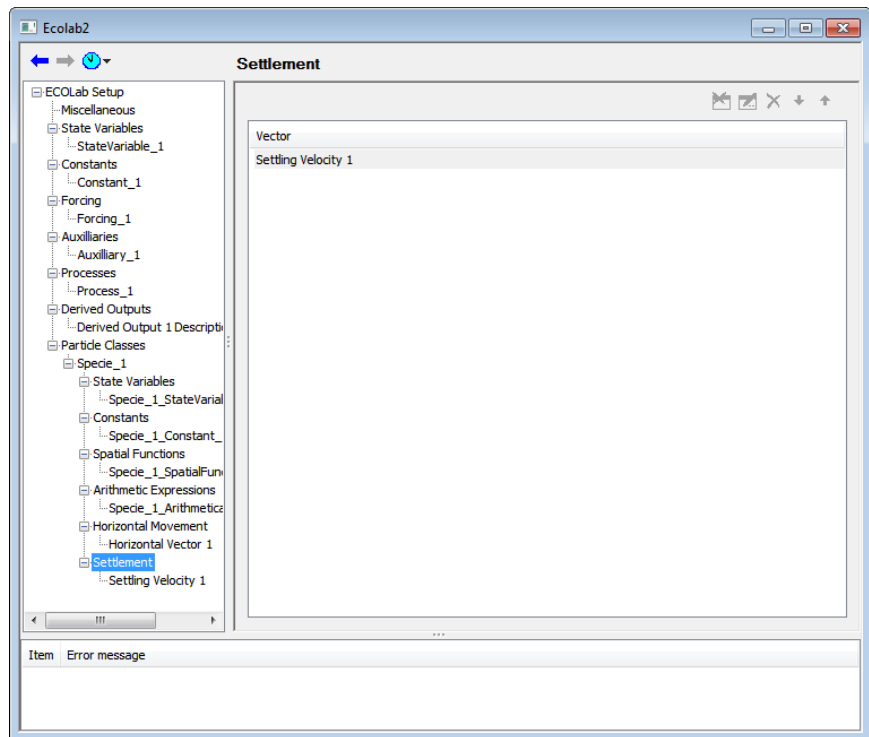 Ecolab2
Settlement
ECOLab Setup
Miscellaneous
State Variables
StateVariable_1
Constants
Constant_1
Forcing
Forcing_1
Auxilliaries
Auxilliary_1
Processes
Process_1
Derived Outputs
Derived Output 1 Descripti
Particle Classes
Specie_1
State Variables
Specie_1_StateVarial
Constants
Specie_1_Constant_
Spatial Functions
Specie_1_SpatialFun
Arithmetic Expressions
Specie_1_Arithmetica
Horizontal Movement
Horizontal Vector 1
Settlement
Settling Velocity 1
Vector
Settling Velocity 1
Item Error message